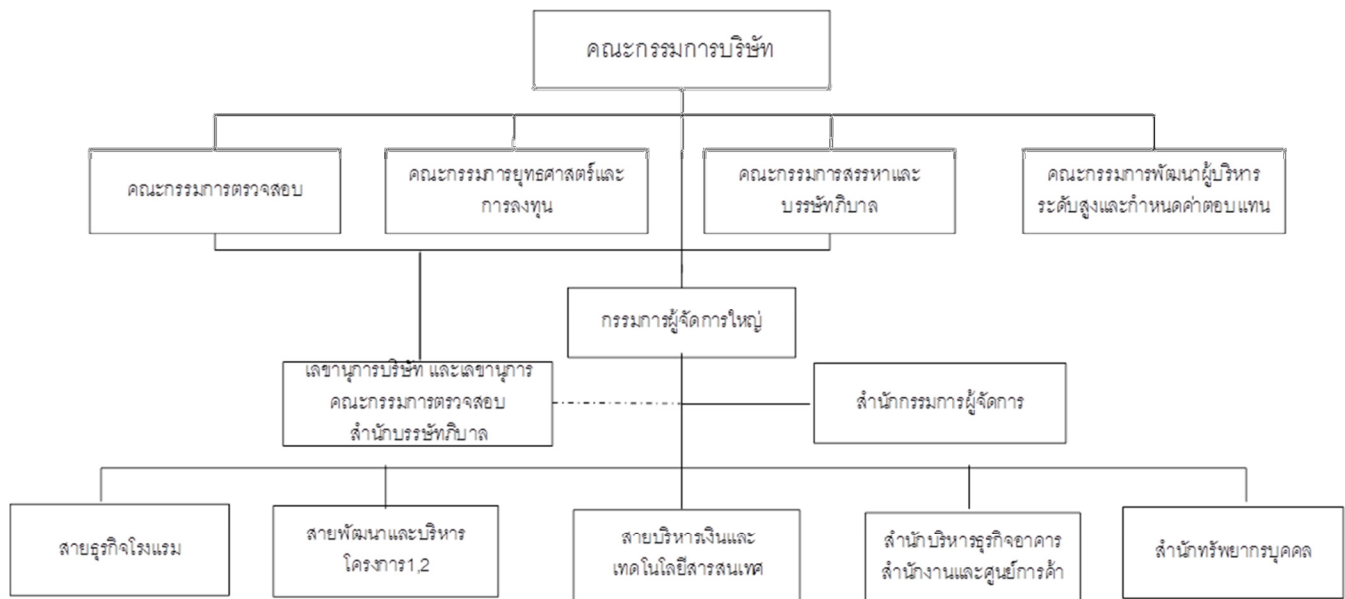 คณะกรรมการบริษัท
คณะกรรมการตรวจสอบ
คณะกรรมการยุทธศาสตร์และ
การลงทุน
คณะกรรมการสรรหาและ
บรรษัทภิบาล
คณะกรรมการพัฒนาผู้บริหาร
ระดับสูงและกำหนดค่าตอบแทน
กรรมการผู้จัดการใหญ่
เลขานุการบริษัท และเลขานุการ
คณะกรรมการตรวจสอบ
สำนักบรรษัทภิบาล
สำนักกรรมการผู้จัดการ
สายธุรกิจโรงแรม
สายพัฒนาและบริหาร
โครงการ1,2
สายบริหารเงินและ
เทคโนโลยีสารสนเทศ
สำนักบริหารธุรกิจอาคาร
สำนักงานและศูนย์การค้า
สำนักทรัพยากรบุคคล